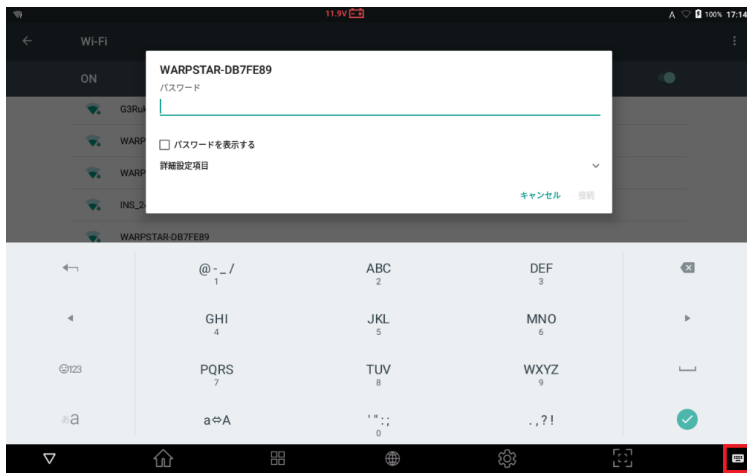 11.9V
A 100% 17:14
Wi-Fi
ON
WARPSTAR-DB7FE89
パスワード
パスワードを表示する
詳細設定項目
キャンセル 接続
G3Ruk
WARP
WARP
INS_2
WARPSTAR-DB7FE89
@-_/ ABC DEF
1 2 3
GHI JKL MNO
4 5 6
123 PQRS TUV WXYZ
7 8 9
あa a⇔A '":; .,?!
0